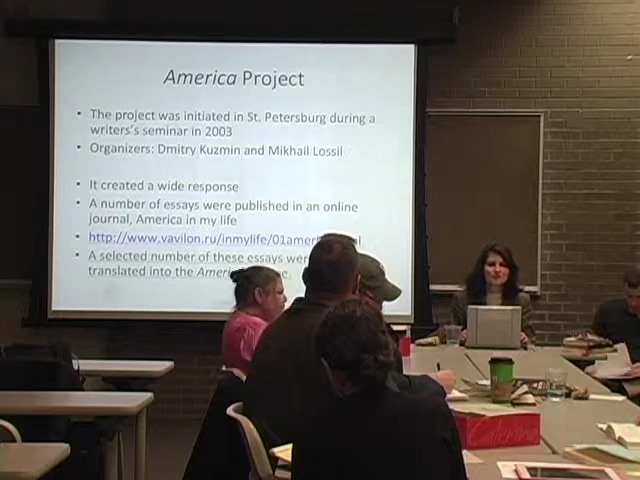 America Project
• The project was initiated in St. Petersburg during a
writers's seminar in 2003
• Organizers: Dmitry Kuzmin and Mikhail Lossii
• It created a wide response
• A number of essays were published in an online
journal, America in my life
• http://www.vavilon.ru/inmylife/01amer
• A selected number of these essays were
translated into the